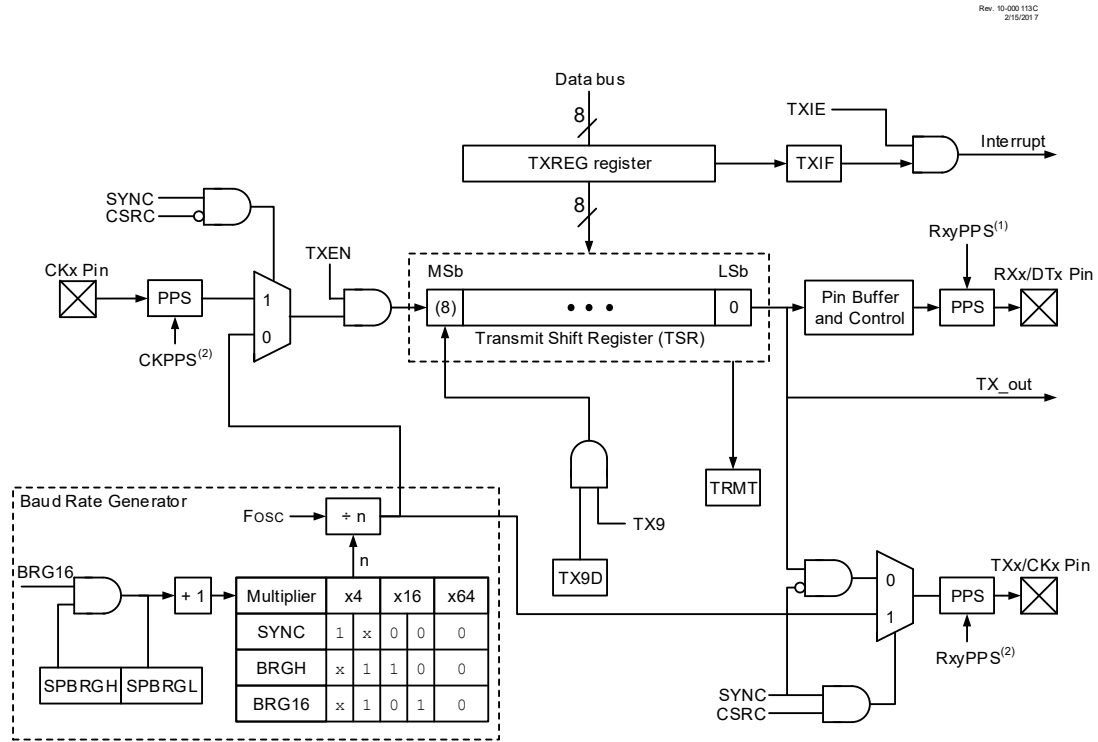 Rev. 10-000 113C
2/15/2017
Data bus
8
TXIE
Interrupt
TXREG register
TXIF
SYNC
CSRC
8
RxyPPS(1)
TXEN
CKx Pin
MSb
LSb
RXx/DTx Pin
PPS
1
(8)
• • •
0
Pin Buffer
and Control
PPS
0
Transmit Shift Register (TSR)
CKPPS(2)
TX_out
TRMT
Baud Rate Generator
FOSC
÷ n
TX9
n
TX9D
BRG16
TXx/CKx Pin
+ 1
Multiplier x4 x16 x64
0
PPS
SYNC 1 x 0 0 0
1
BRGH x 1 1 0 0
RxyPPS(2)
SPBRGH SPBRGL
BRG16 x 1 0 1 0
SYNC
CSRC